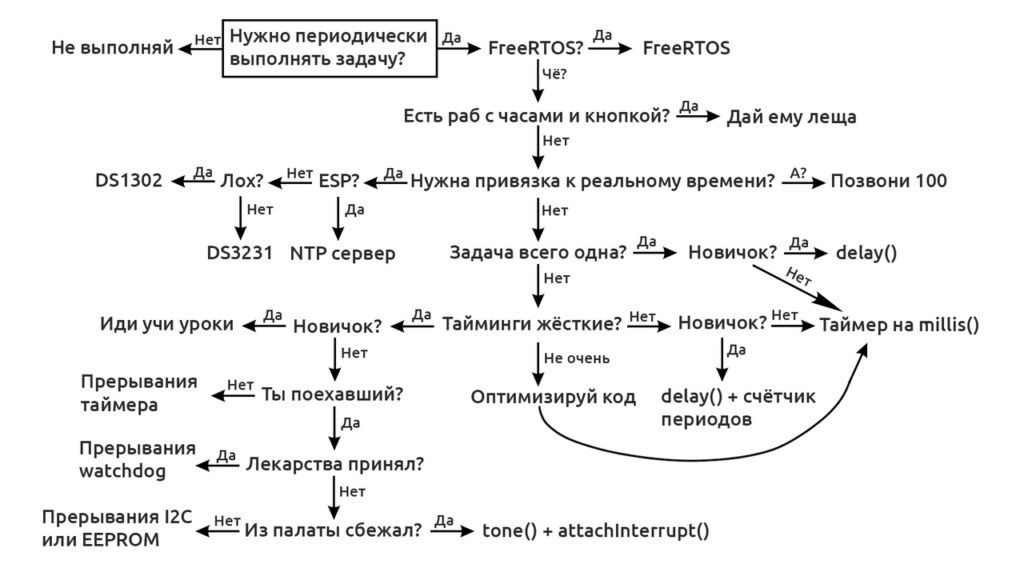 Нужно периодически
выполнять задачу?
Нет
Не выполняй
Да
FreeRTOS?
Да
FreeRTOS
Чё?
Есть раб с часами и кнопкой?
Да
Дай ему леща
Нет
DS1302
Да
Лох?
Нет
ESP?
Да
Нужна привязка к реальному времени?
А?
Позвони 100
Нет
DS3231
Да
NTP сервер
Нет
Задача всего одна?
Да
Новичок?
Да
delay()
Нет
Нет
Иди учи уроки
Да
Новичок?
Да
Тайминги жёсткие?
Нет
Новичок?
Нет
Таймер на millis()
Нет
Не очень
Да
Прерывания
таймера
Нет
Ты поехавший?
Оптимизируй код
delay() + счётчик
периодов
Да
Прерывания
watchdog
Да
Лекарства принял?
Нет
Прерывания I2C
или EEPROM
Нет
Из палаты сбежал?
Да
tone() + attachInterrupt()